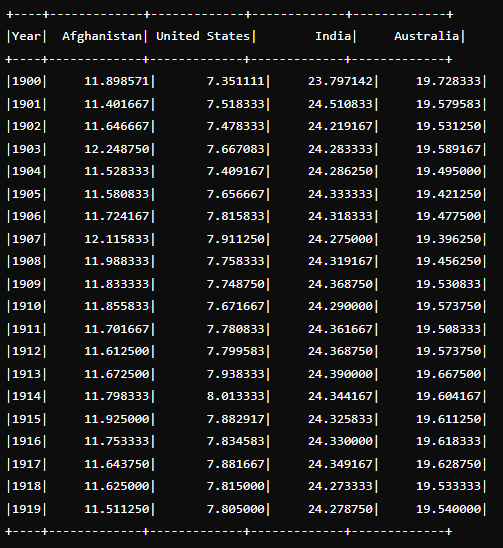 +----+-------------+-------------+-------------+-------------+
|Year|  Afghanistan| United States|        India|     Australia|
+----+-------------+-------------+-------------+-------------+
|1900|     11.898571|      7.351111|     23.797142|     19.728333|
|1901|     11.401667|      7.518333|     24.510833|     19.579583|
|1902|     11.646667|      7.478333|     24.219167|     19.531250|
|1903|     12.248750|      7.667083|     24.283333|     19.589167|
|1904|     11.528333|      7.409167|     24.286250|     19.495000|
|1905|     11.580833|      7.656667|     24.333333|     19.421250|
|1906|     11.724167|      7.815833|     24.318333|     19.477500|
|1907|     12.115833|      7.911250|     24.275000|     19.396250|
|1908|     11.988333|      7.758333|     24.319167|     19.456250|
|1909|     11.833333|      7.748750|     24.368750|     19.530833|
|1910|     11.855833|      7.671667|     24.290000|     19.573750|
|1911|     11.701667|      7.780833|     24.361667|     19.508333|
|1912|     11.612500|      7.799583|     24.368750|     19.573750|
|1913|     11.672500|      7.938333|     24.390000|     19.667500|
|1914|     11.798333|      8.013333|     24.344167|     19.604167|
|1915|     11.925000|      7.882917|     24.325833|     19.611250|
|1916|     11.753333|      7.834583|     24.330000|     19.618333|
|1917|     11.643750|      7.881667|     24.349167|     19.628750|
|1918|     11.625000|      7.815000|     24.273333|     19.533333|
|1919|     11.511250|      7.805000|     24.278750|     19.540000|
+----+-------------+-------------+-------------+-------------+